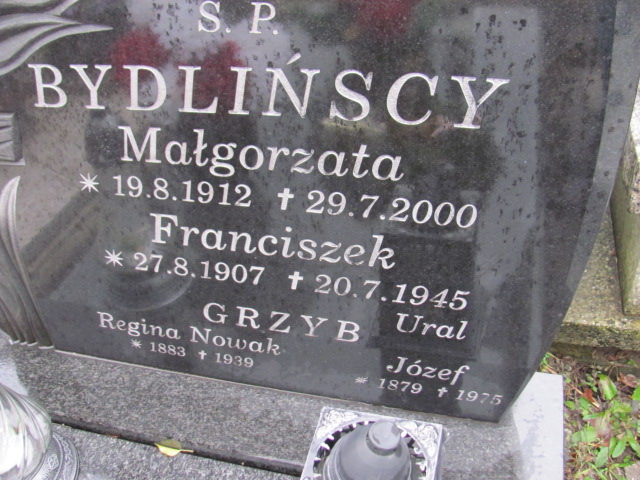 S. P.
BYDLIŃSCY
Małgorzata
* 19.8.1912 † 29.7.2000
Franciszek
* 27.8.1907 † 20.7.1945
Ural
GRZYB
Regina Nowak
* 1883 † 1939
Józef
* 1879 † 1975